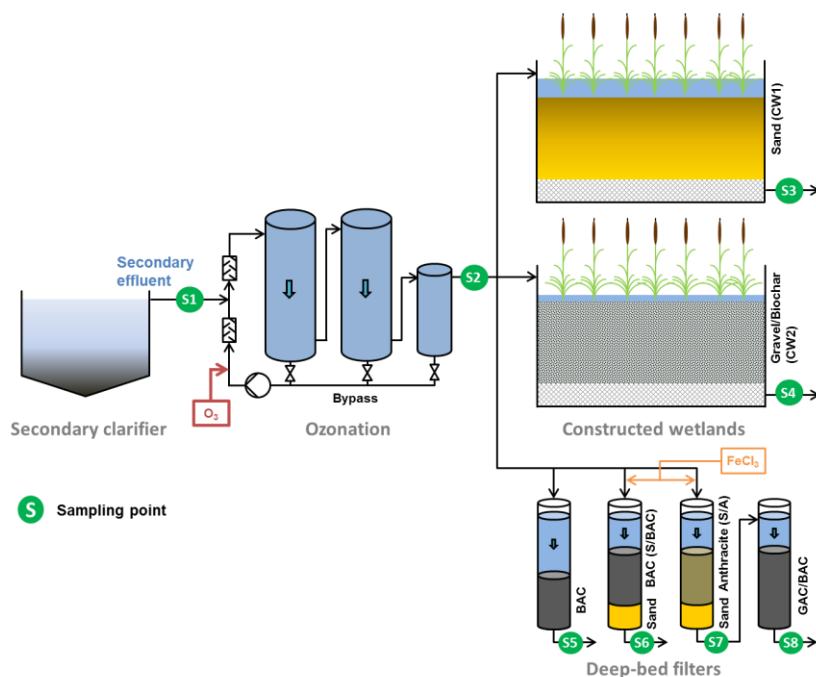 Secondary
effluent
S1
O₃
Bypass
Secondary clarifier
Ozonation
S2
Sand (CW1)
S3
Gravel/Biochar
(CW2)
S4
Constructed wetlands
FeCl₃
S
Sampling point
BAC
S5
Sand BAC (S/BAC)
S6
Sand Anthracite (S/A)
S7
GAC/BAC
S8
Deep-bed filters